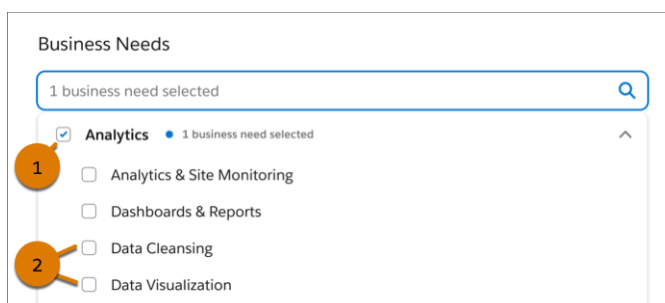 Business Needs
1 business need selected
Analytics • 1 business need selected
1
Analytics & Site Monitoring
Dashboards & Reports
Data Cleansing
2
Data Visualization